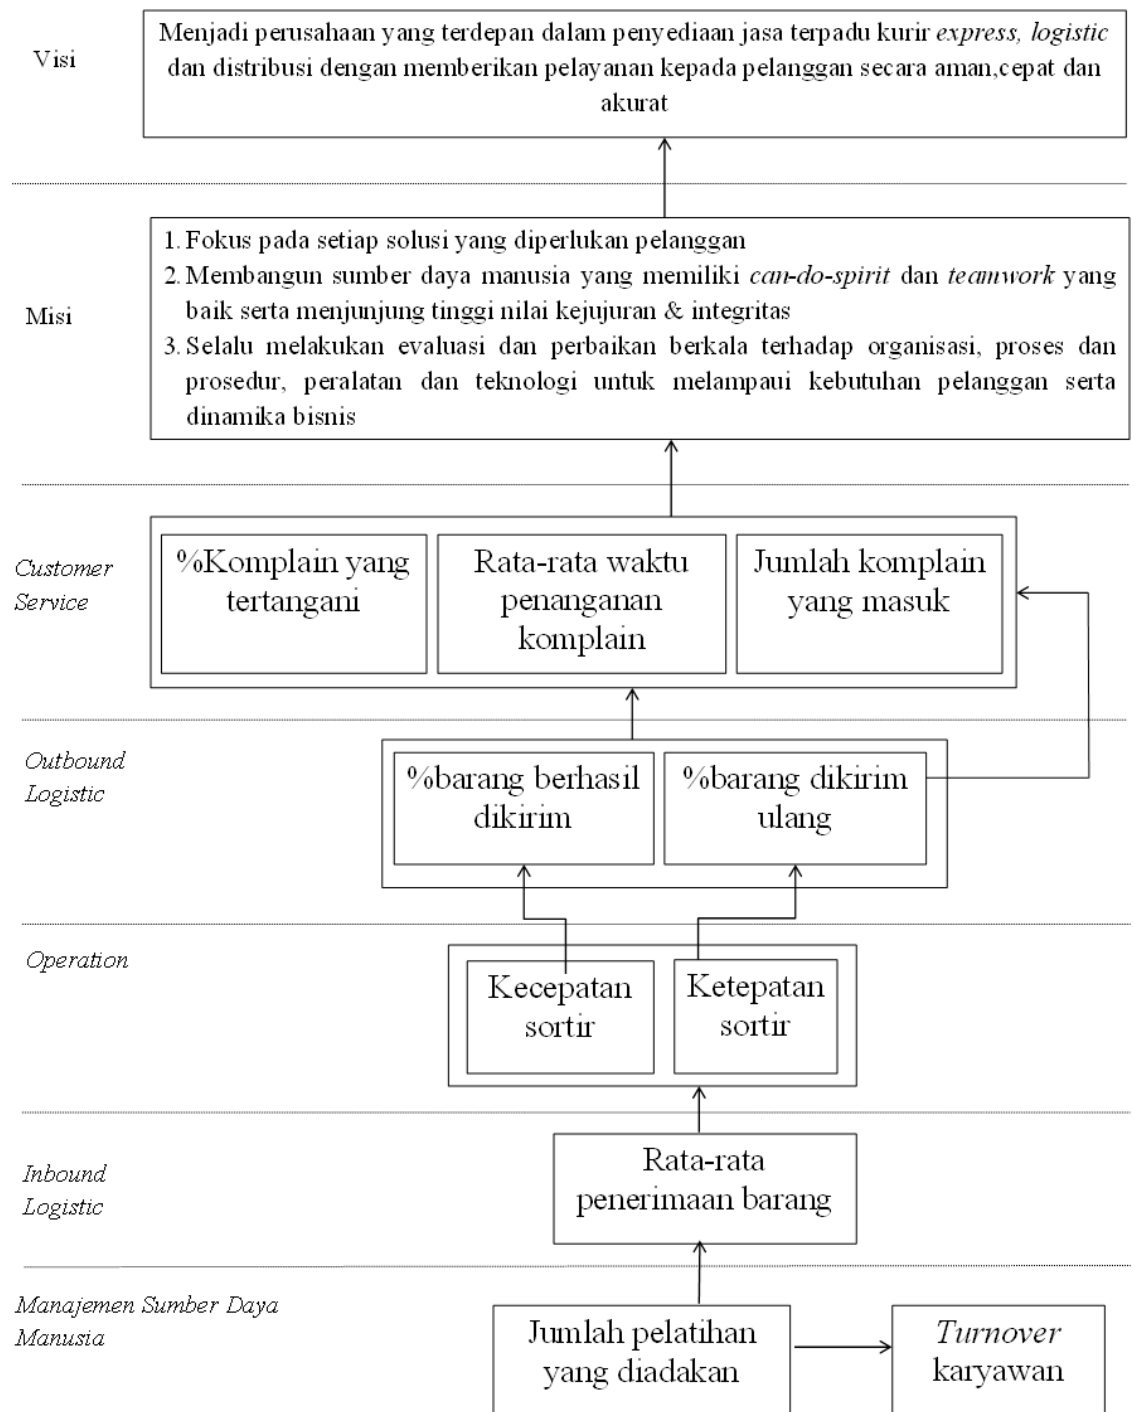 Visi
Menjadi perusahaan yang terdepan dalam penyediaan jasa terpadu kurir express, logistic
dan distribusi dengan memberikan pelayanan kepada pelanggan secara aman,cepat dan
akurat
Misi
1. Fokus pada setiap solusi yang diperlukan pelanggan
2. Membangun sumber daya manusia yang memiliki can-do-spirit dan teamwork yang
baik serta menjunjung tinggi nilai kejujuran & integritas
3. Selalu melakukan evaluasi dan perbaikan berkala terhadap organisasi, proses dan
prosedur, peralatan dan teknologi untuk melampaui kebutuhan pelanggan serta
dinamika bisnis
Customer
Service
%Komplain yang
tertangani
Rata-rata waktu
penanganan
komplain
Jumlah komplain
yang masuk
Outbound
Logistic
%barang berhasil
dikirim
%barang dikirim
ulang
Operation
Kecepatan
sortir
Ketepatan
sortir
Inbound
Logistic
Rata-rata
penerimaan barang
Manajemen Sumber Daya
Manusia
Jumlah pelatihan
yang diadakan
Turnover
karyawan